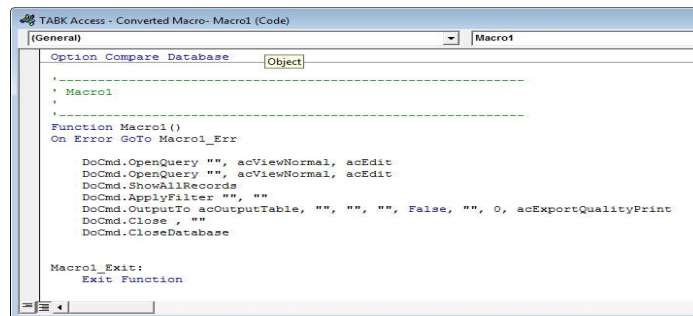 TABK Access - Converted Macro- Macro1 (Code)
(General) Macro1
Option Compare Database
Object
'------------------------------------------------------------
' Macro1
'
'------------------------------------------------------------
Function Macro1()
On Error GoTo Macro1_Err
DoCmd.OpenQuery "", acViewNormal, acEdit
DoCmd.OpenQuery "", acViewNormal, acEdit
DoCmd.ShowAllRecords
DoCmd.ApplyFilter "", ""
DoCmd.OutputTo acOutputTable, "", "", "", False, "", 0, acExportQualityPrint
DoCmd.Close , ""
DoCmd.CloseDatabase
Macro1_Exit:
Exit Function